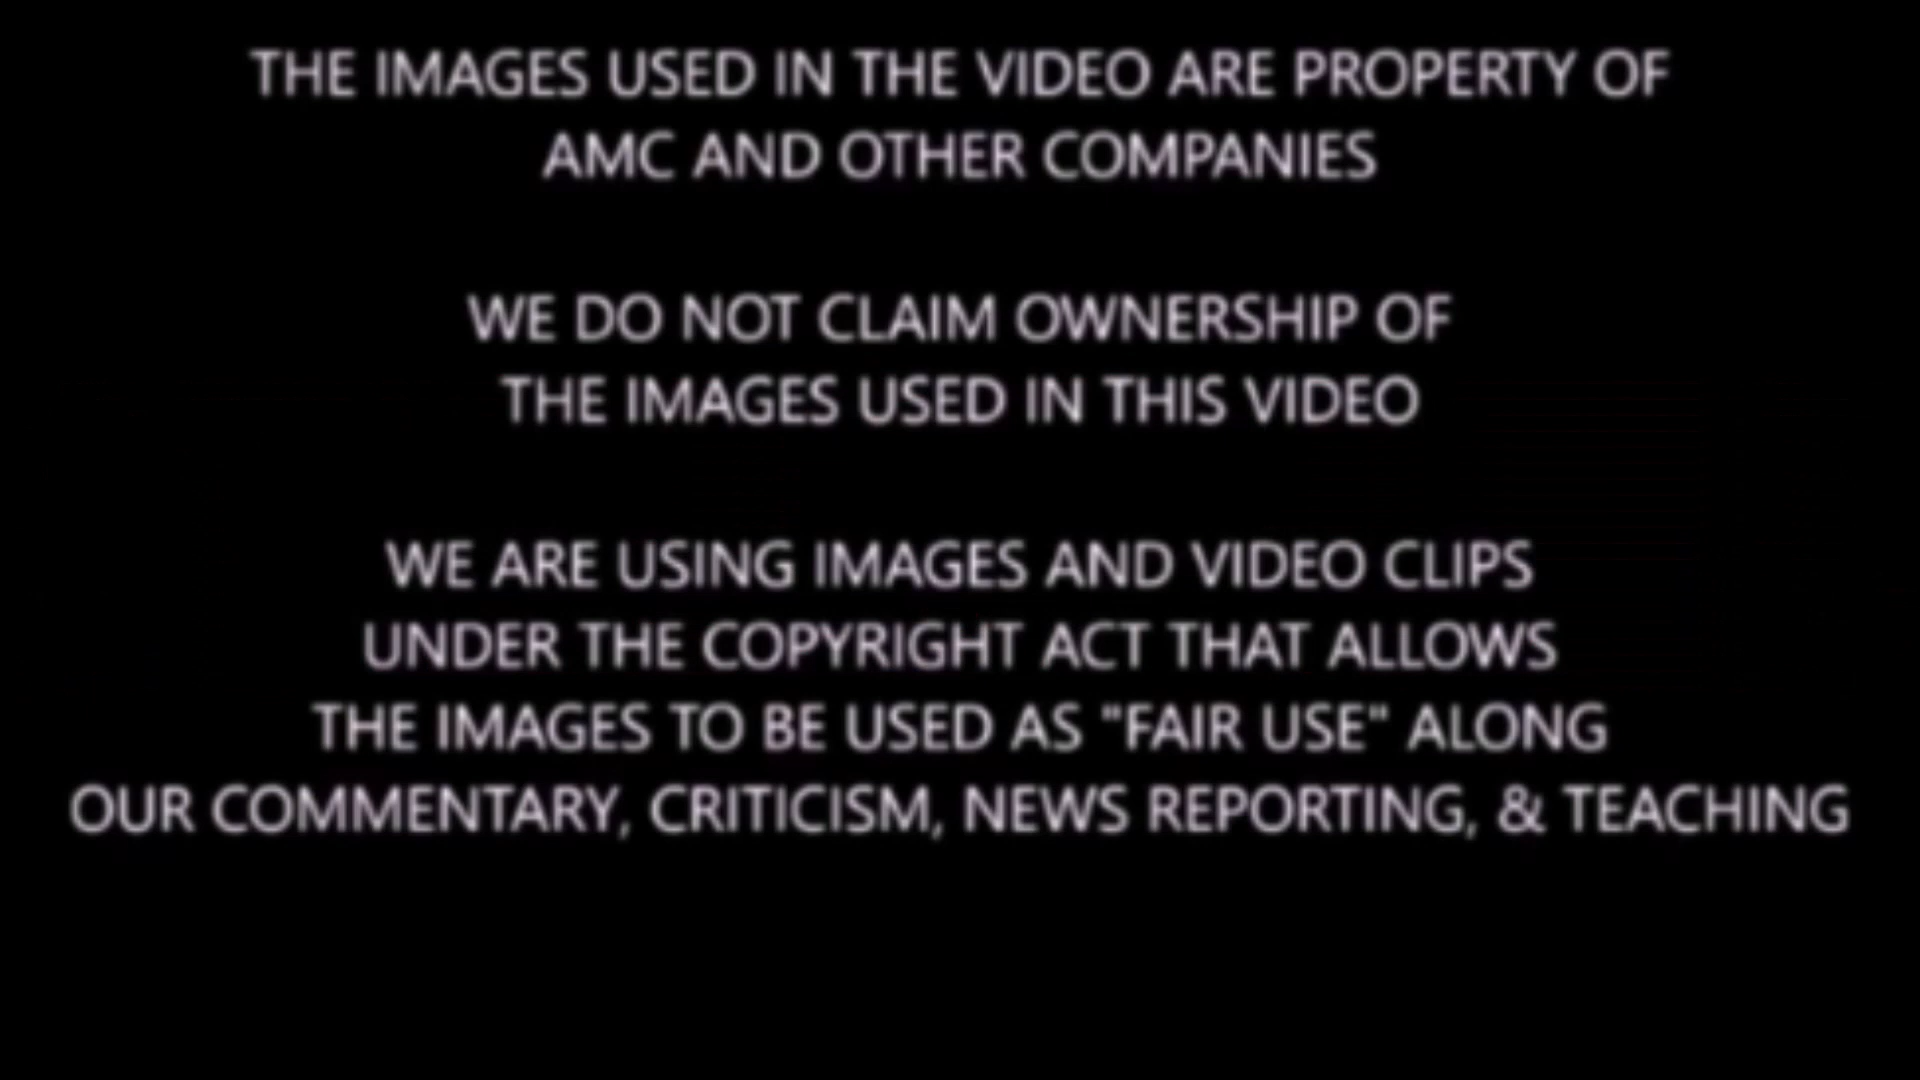 THE IMAGES USED IN THE VIDEO ARE PROPERTY OF
AMC AND OTHER COMPANIES
WE DO NOT CLAIM OWNERSHIP OF
THE IMAGES USED IN THIS VIDEO
WE ARE USING IMAGES AND VIDEO CLIPS
UNDER THE COPYRIGHT ACT THAT ALLOWS
THE IMAGES TO BE USED AS "FAIR USE" ALONG
OUR COMMENTARY, CRITICISM, NEWS REPORTING, & TEACHING